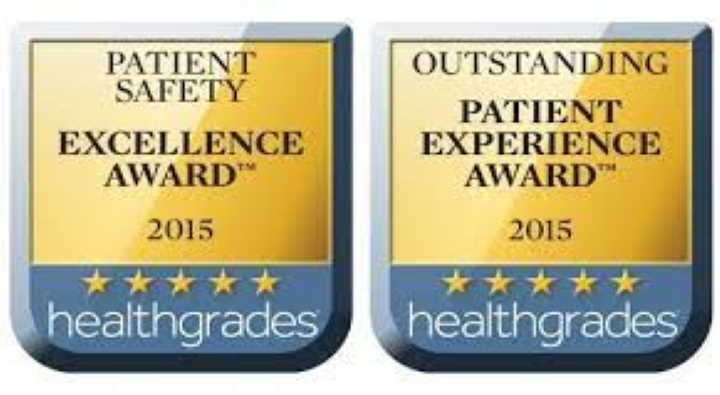 PATIENT
SAFETY
EXCELLENCE
AWARD™
2015
healthgrades
OUTSTANDING
PATIENT
EXPERIENCE
AWARD™
2015
healthgrades